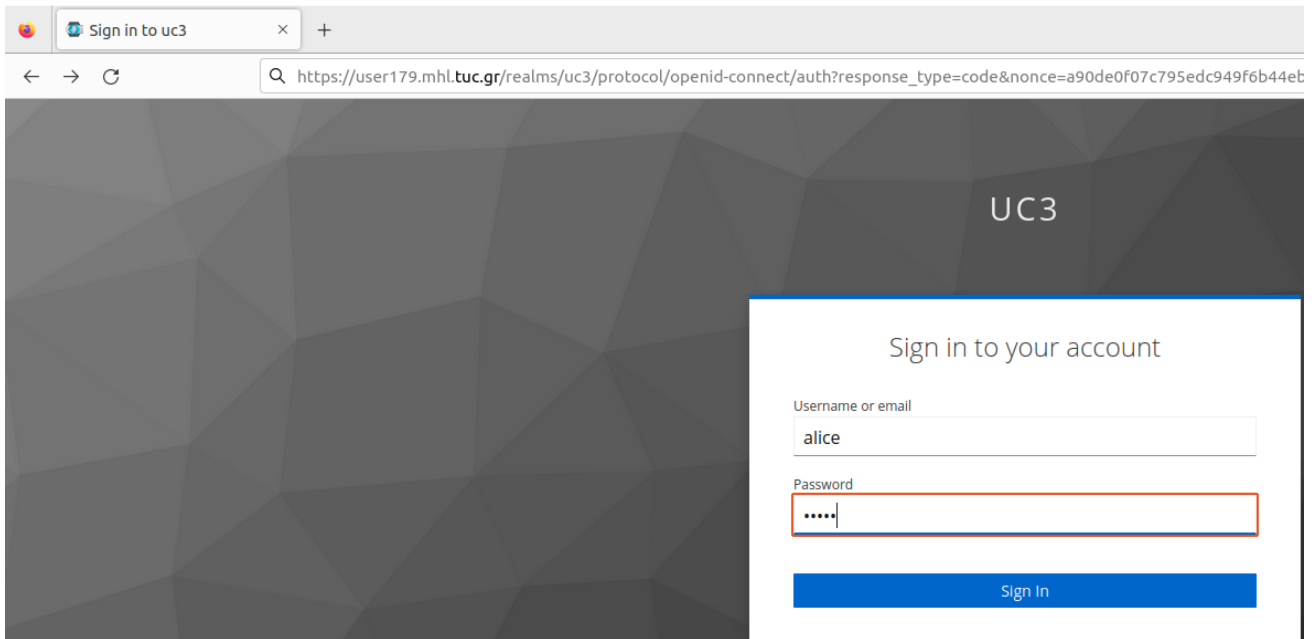 Sign in to uc3
https://user179.mhl.tuc.gr/realms/uc3/protocol/openid-connect/auth?response_type=code&nonce=a90de0f07c795edc949f6b44eb
UC3
Sign in to your account
Username or email
alice
Password
•••••
Sign In